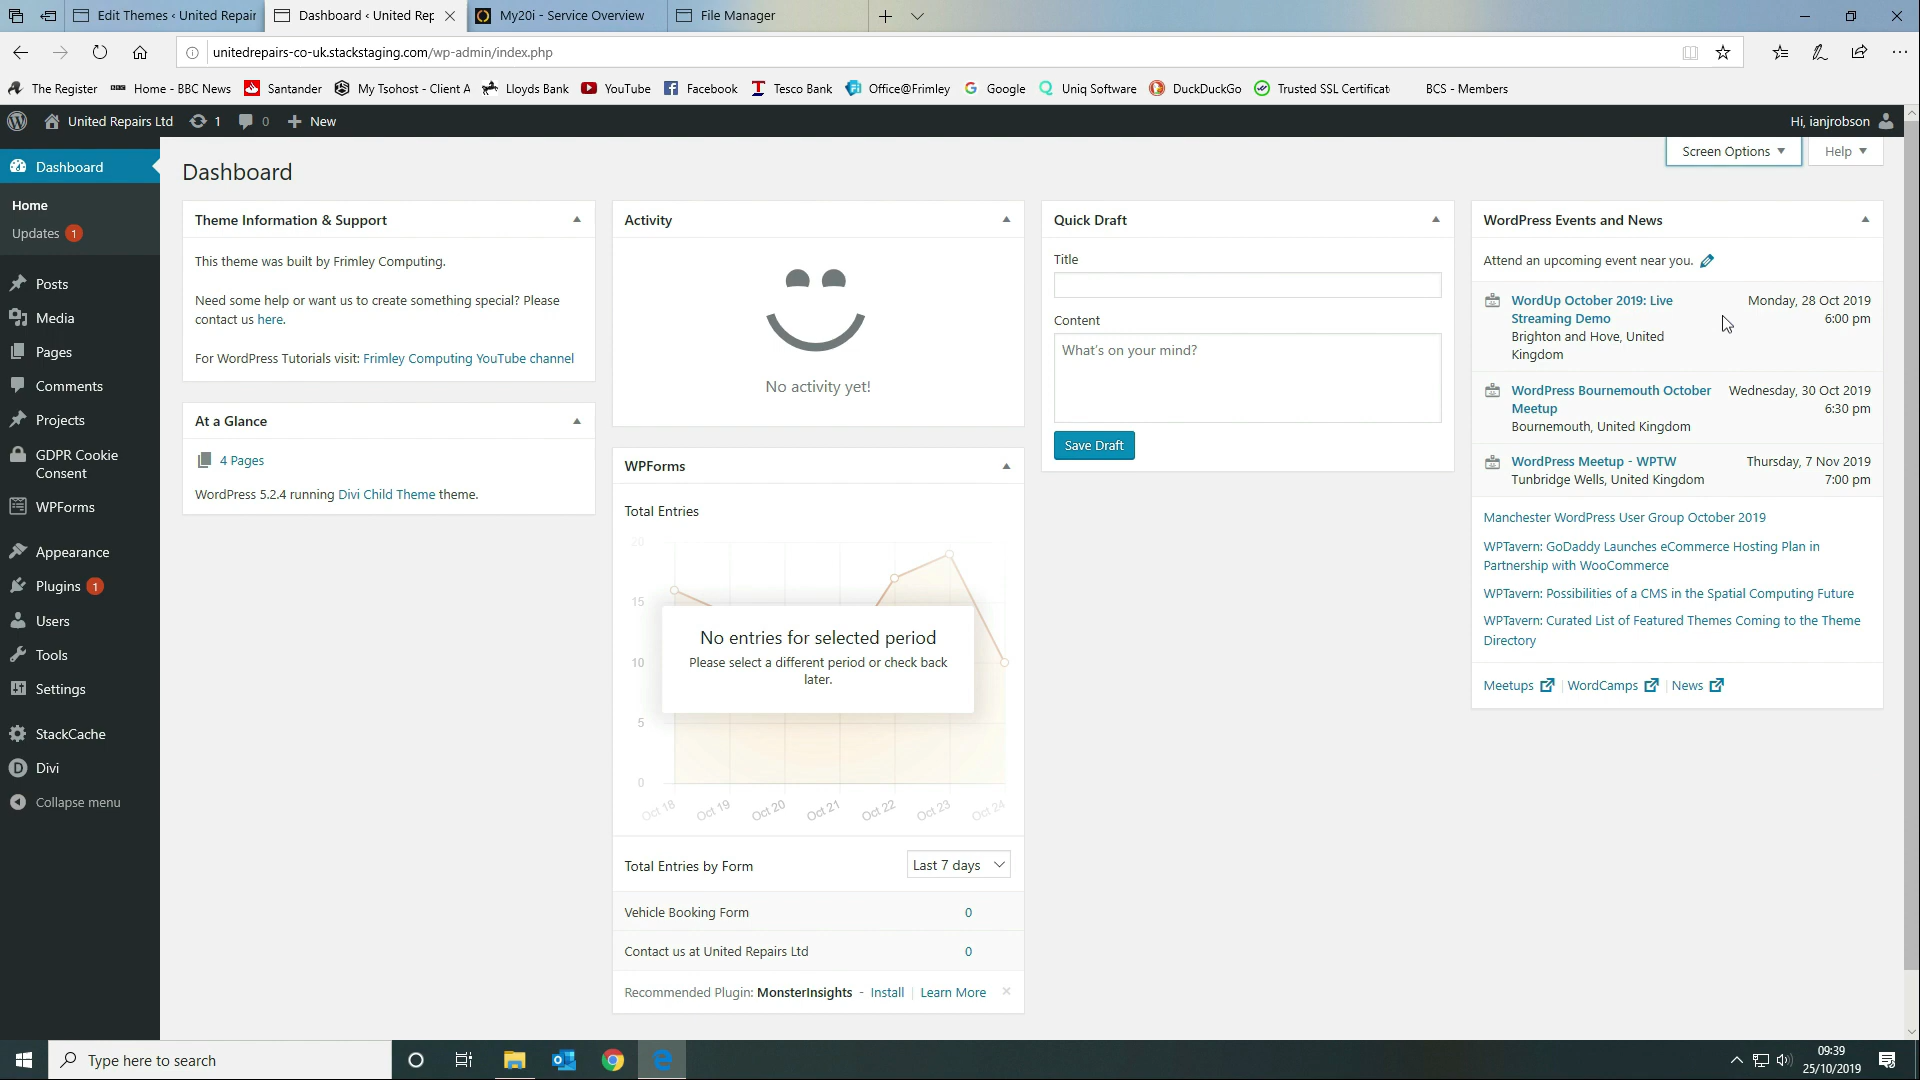 Edit Themes ‹ United Repair
Dashboard ‹ United Rep
My20i - Service Overview
File Manager
unitedrepairs-co-uk.stackstaging.com/wp-admin/index.php
The Register
Home - BBC News
Santander
My Tsohost - Client A
Lloyds Bank
YouTube
Facebook
Tesco Bank
Office@Frimley
Google
Uniq Software
DuckDuckGo
Trusted SSL Certificat
BCS - Members
United Repairs Ltd
1
0
New
Hi, ianjrobson
Screen Options
Help
Dashboard
Home
Updates 1
Posts
Media
Pages
Comments
Projects
GDPR Cookie
Consent
WPForms
Appearance
Plugins 1
Users
Tools
Settings
StackCache
Divi
Collapse menu
Dashboard
Theme Information & Support
This theme was built by Frimley Computing.
Need some help or want us to create something special? Please
contact us here.
For WordPress Tutorials visit: Frimley Computing YouTube channel
At a Glance
4 Pages
WordPress 5.2.4 running Divi Child Theme theme.
Activity
No activity yet!
WPForms
Total Entries
20
15
10
5
0
Oct 18
Oct 19
Oct 20
Oct 21
Oct 22
Oct 23
Oct 24
No entries for selected period
Please select a different period or check back
later.
Total Entries by Form
Last 7 days
Vehicle Booking Form 0
Contact us at United Repairs Ltd 0
Recommended Plugin: MonsterInsights - Install | Learn More
Quick Draft
Title
Content
What's on your mind?
Save Draft
WordPress Events and News
Attend an upcoming event near you.
WordUp October 2019: Live Monday, 28 Oct 2019
Streaming Demo 6:00 pm
Brighton and Hove, United
Kingdom
WordPress Bournemouth October Wednesday, 30 Oct 2019
Meetup 6:30 pm
Bournemouth, United Kingdom
WordPress Meetup - WPTW Thursday, 7 Nov 2019
Tunbridge Wells, United Kingdom 7:00 pm
Manchester WordPress User Group October 2019
WPTavern: GoDaddy Launches eCommerce Hosting Plan in
Partnership with WooCommerce
WPTavern: Possibilities of a CMS in the Spatial Computing Future
WPTavern: Curated List of Featured Themes Coming to the Theme
Directory
Meetups | WordCamps | News
Type here to search
09:39
25/10/2019